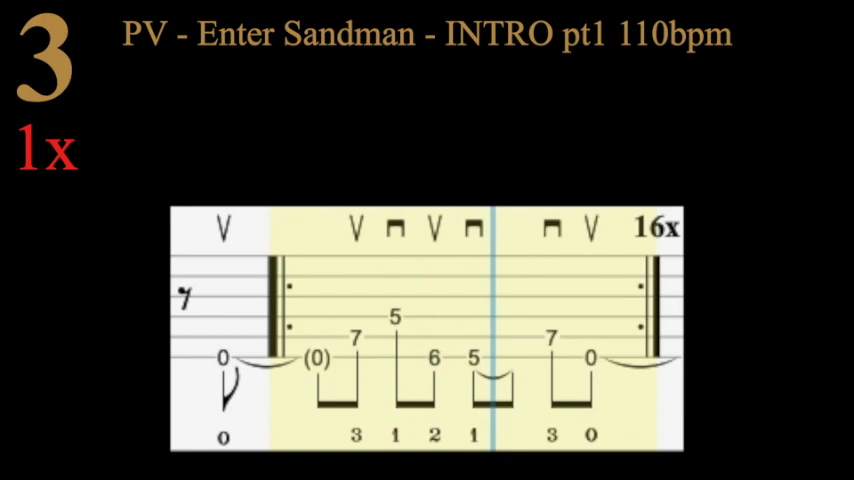 3
PV - Enter Sandman - INTRO pt1 110bpm
1x
16x
5
7 7
0 (0) 6 5 0
0 3 1 2 1 3 0